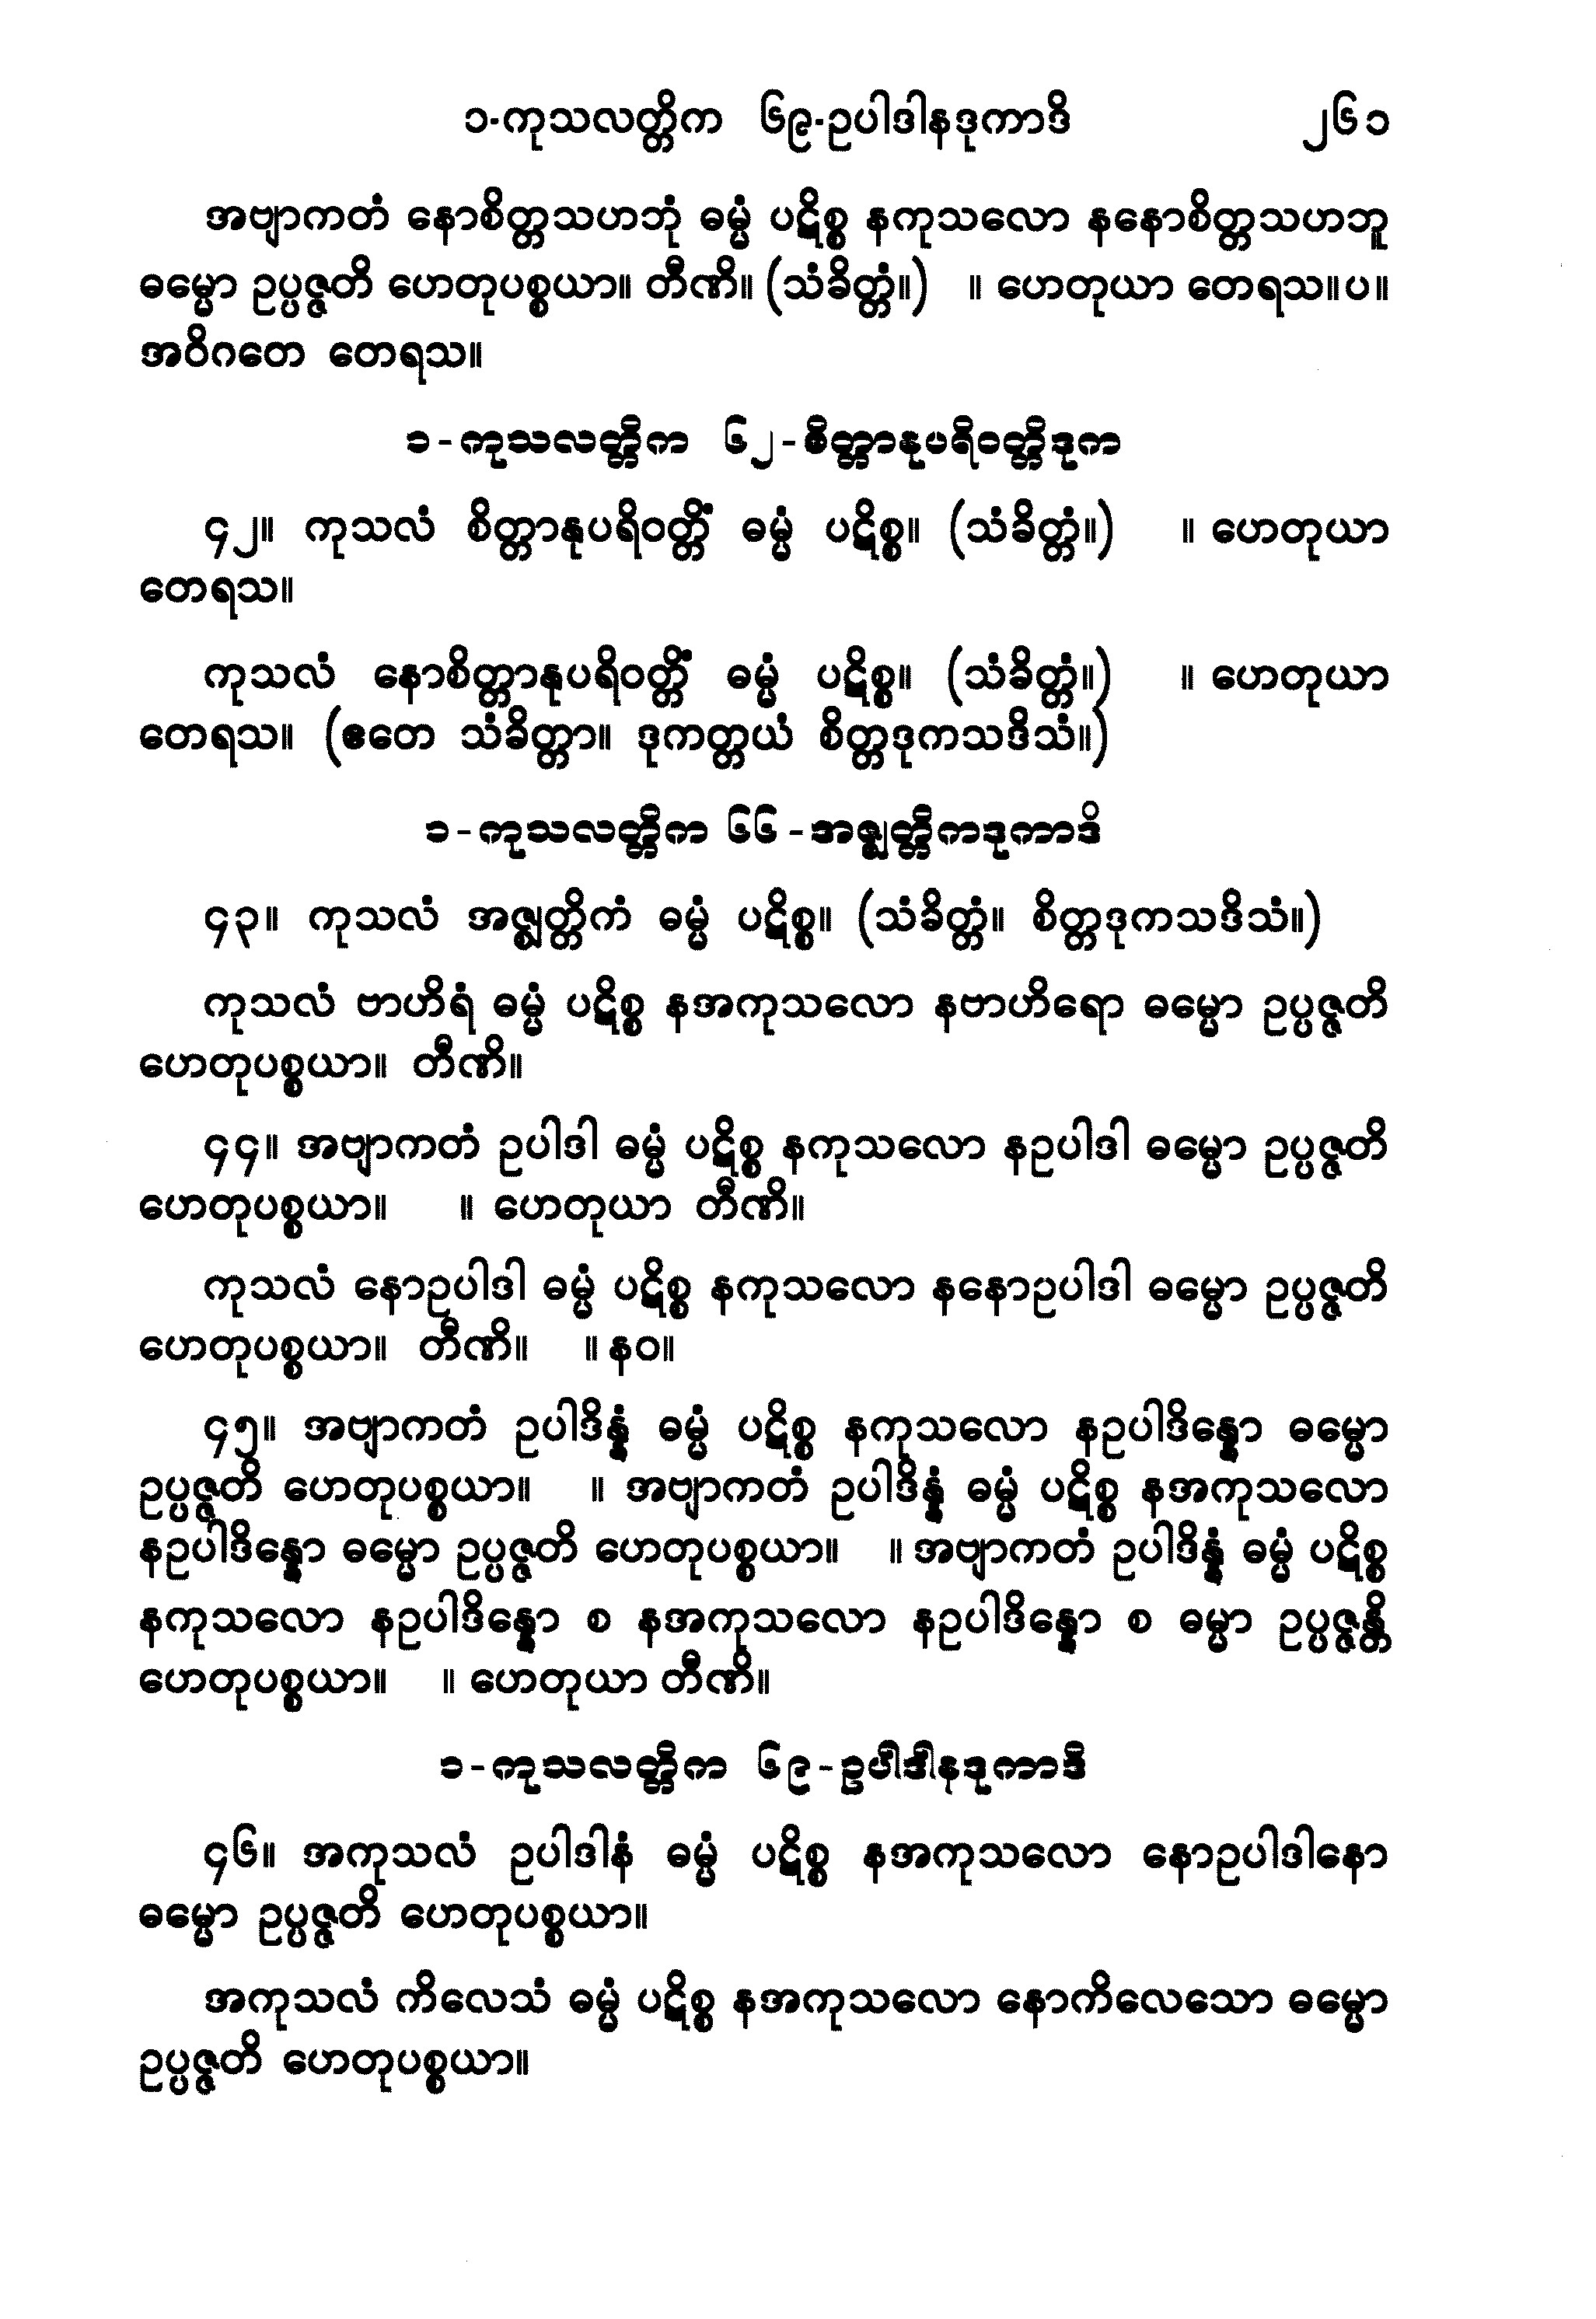 ၁-ကုသလတ္တိက ၆၉-ဥပါဒါနဒုကာဒိ ၂၆၁
အဗျာကတံ နောစိတ္တသဟဘုံ ဓမ္မံ ပဋိစ္စ နကုသလော နနောစိတ္တသဟဘူ
ဓမ္မော ဥပ္ပဇ္ဇတိ ဟေတုပစ္စယာ။ တီဏိ။ (သံခိတ္တံ။) ။ ဟေတုယာ တေရသ။ပ။
အဝိဂတေ တေရသ။
၁-ကုသလတ္တိက ၆၂-စိတ္တာနုပရိဝတ္တိဒုက
၄၂။ ကုသလံ စိတ္တာနုပရိဝတ္တိံ ဓမ္မံ ပဋိစ္စ။ (သံခိတ္တံ။) ။ ဟေတုယာ
တေရသ။
ကုသလံ နောစိတ္တာနုပရိဝတ္တိံ ဓမ္မံ ပဋိစ္စ။ (သံခိတ္တံ။) ။ ဟေတုယာ
တေရသ။ (ဧတေ သံခိတ္တာ။ ဒုကတ္တယံ စိတ္တဒုကသဒိသံ။)
၁-ကုသလတ္တိက ၆၆-အဇ္ဈတ္တိကဒုကာဒိ
၄၃။ ကုသလံ အဇ္ဈတ္တိကံ ဓမ္မံ ပဋိစ္စ။ (သံခိတ္တံ။ စိတ္တဒုကသဒိသံ။)
ကုသလံ ဗာဟိရံ ဓမ္မံ ပဋိစ္စ နအကုသလော နဗာဟိရော ဓမ္မော ဥပ္ပဇ္ဇတိ
ဟေတုပစ္စယာ။ တီဏိ။
၄၄။ အဗျာကတံ ဥပါဒါ ဓမ္မံ ပဋိစ္စ နကုသလော နဥပါဒါ ဓမ္မော ဥပ္ပဇ္ဇတိ
ဟေတုပစ္စယာ။ ။ ဟေတုယာ တီဏိ။
ကုသလံ နောဥပါဒါ ဓမ္မံ ပဋိစ္စ နကုသလော နနောဥပါဒါ ဓမ္မော ဥပ္ပဇ္ဇတိ
ဟေတုပစ္စယာ။ တီဏိ။ ။ နဝ။
၄၅။ အဗျာကတံ ဥပါဒိန္နံ ဓမ္မံ ပဋိစ္စ နကုသလော နဥပါဒိန္နော ဓမ္မော
ဥပ္ပဇ္ဇတိ ဟေတုပစ္စယာ။ ။ အဗျာကတံ ဥပါဒိန္နံ ဓမ္မံ ပဋိစ္စ နအကုသလော
နဥပါဒိန္နော ဓမ္မော ဥပ္ပဇ္ဇတိ ဟေတုပစ္စယာ။ ။ အဗျာကတံ ဥပါဒိန္နံ ဓမ္မံ ပဋိစ္စ
နကုသလော နဥပါဒိန္နော စ နအကုသလော နဥပါဒိန္နော စ ဓမ္မာ ဥပ္ပဇ္ဇန္တိ
ဟေတုပစ္စယာ။ ။ ဟေတုယာ တီဏိ။
၁-ကုသလတ္တိက ၆၉-ဥပါဒါနဒုကာဒိ
၄၆။ အကုသလံ ဥပါဒါနံ ဓမ္မံ ပဋိစ္စ နအကုသလော နောဥပါဒါနော
ဓမ္မော ဥပ္ပဇ္ဇတိ ဟေတုပစ္စယာ။
အကုသလံ ကိလေသံ ဓမ္မံ ပဋိစ္စ နအကုသလော နောကိလေသော ဓမ္မော
ဥပ္ပဇ္ဇတိ ဟေတုပစ္စယာ။